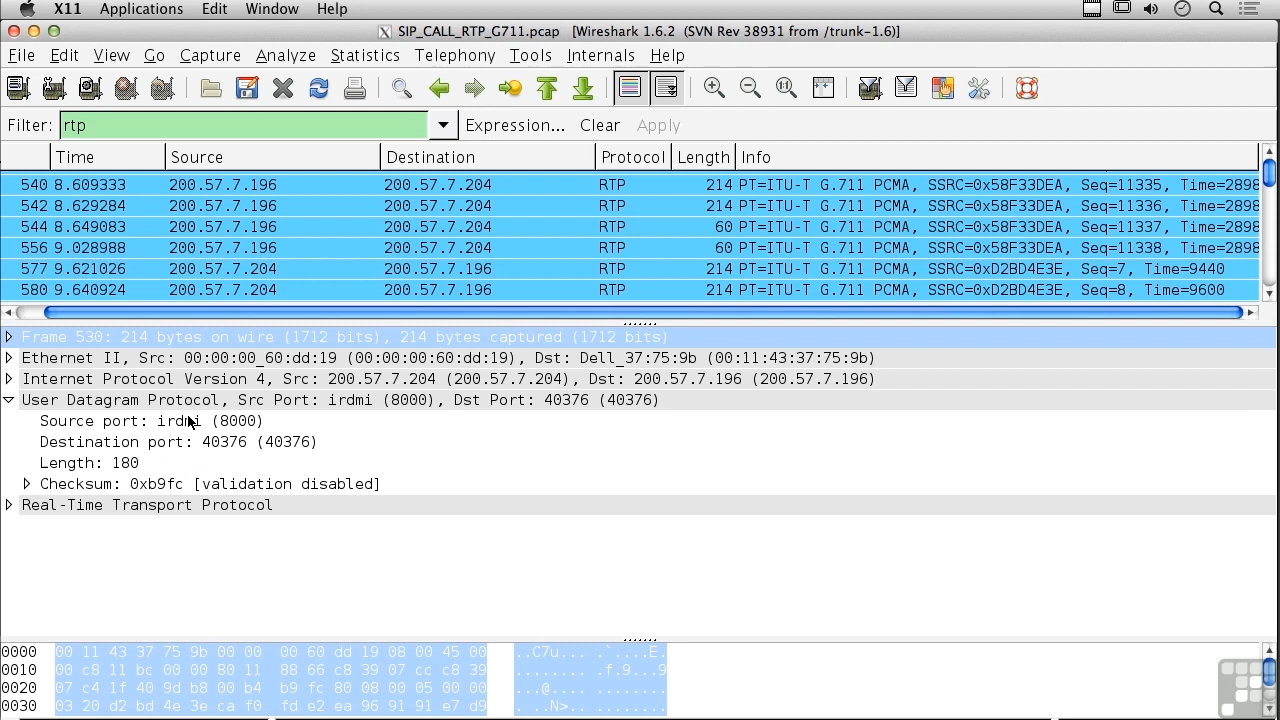 X11 Applications Edit Window Help
SIP_CALL_RTP_G711.pcap [Wireshark 1.6.2 (SVN Rev 38931 from /trunk-1.6)]
File Edit View Go Capture Analyze Statistics Telephony Tools Internals Help
Filter: rtp Expression... Clear Apply
Time Source Destination Protocol Length Info
540 8.609333 200.57.7.196 200.57.7.204 RTP 214 PT=ITU-T G.711 PCMA, SSRC=0x58F33DEA, Seq=11335, Time=2898
542 8.629284 200.57.7.196 200.57.7.204 RTP 214 PT=ITU-T G.711 PCMA, SSRC=0x58F33DEA, Seq=11336, Time=2898
544 8.649083 200.57.7.196 200.57.7.204 RTP 60 PT=ITU-T G.711 PCMA, SSRC=0x58F33DEA, Seq=11337, Time=2898
556 9.028988 200.57.7.196 200.57.7.204 RTP 60 PT=ITU-T G.711 PCMA, SSRC=0x58F33DEA, Seq=11338, Time=2898
577 9.621026 200.57.7.204 200.57.7.196 RTP 214 PT=ITU-T G.711 PCMA, SSRC=0xD2BD4E3E, Seq=7, Time=9440
580 9.640924 200.57.7.204 200.57.7.196 RTP 214 PT=ITU-T G.711 PCMA, SSRC=0xD2BD4E3E, Seq=8, Time=9600
Frame 530: 214 bytes on wire (1712 bits), 214 bytes captured (1712 bits)
Ethernet II, Src: 00:00:00_60:dd:19 (00:00:00:60:dd:19), Dst: Dell_37:75:9b (00:11:43:37:75:9b)
Internet Protocol Version 4, Src: 200.57.7.204 (200.57.7.204), Dst: 200.57.7.196 (200.57.7.196)
User Datagram Protocol, Src Port: irdmi (8000), Dst Port: 40376 (40376)
Source port: irdmi (8000)
Destination port: 40376 (40376)
Length: 180
Checksum: 0xb9fc [validation disabled]
Real-Time Transport Protocol
0000 00 11 43 37 75 9b 00 00 00 60 dd 19 08 00 45 00 ..C7u... .`....E.
0010 00 c8 11 bc 00 00 80 11 88 66 c8 39 07 cc c8 39 ........ .f.9...9
0020 07 c4 1f 40 9d b8 00 b4 b9 fc 80 08 00 05 00 00 ...@.... ........
0030 03 20 d2 bd 4e 3e ca f0 fd e2 ea 96 91 91 e7 d9 . ..N>.. ........